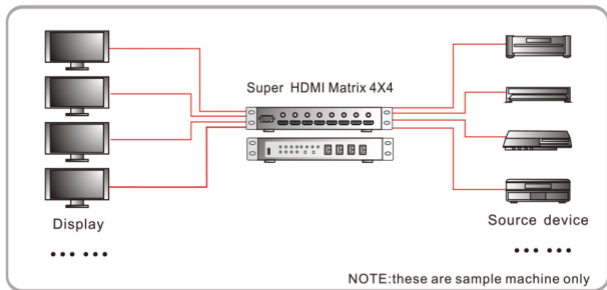 Super HDMI Matrix 4X4
Display
Source device
••• •••
••• •••
NOTE:these are sample machine only